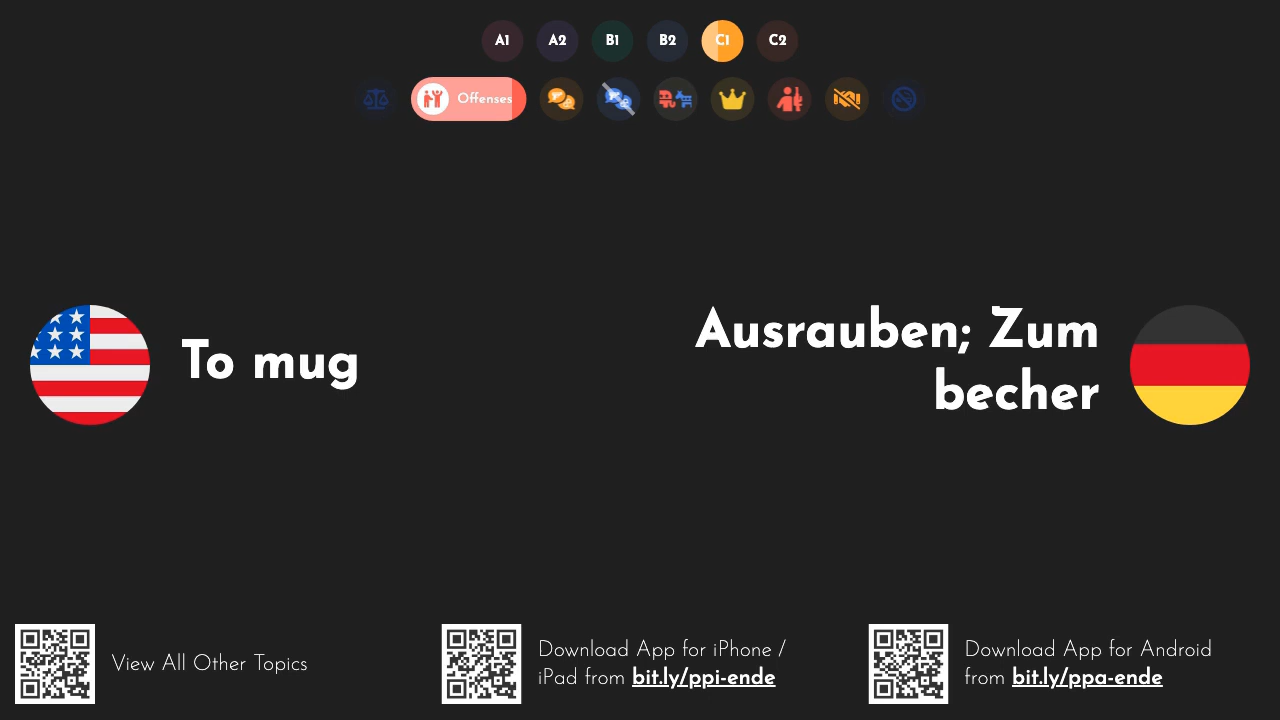 A1 A2 B1 B2 C1 C2
Offenses
To mug
Ausrauben; Zum
becher
View All Other Topics
Download App for iPhone /
iPad from bit.ly/ppi-ende
Download App for Android
from bit.ly/ppa-ende